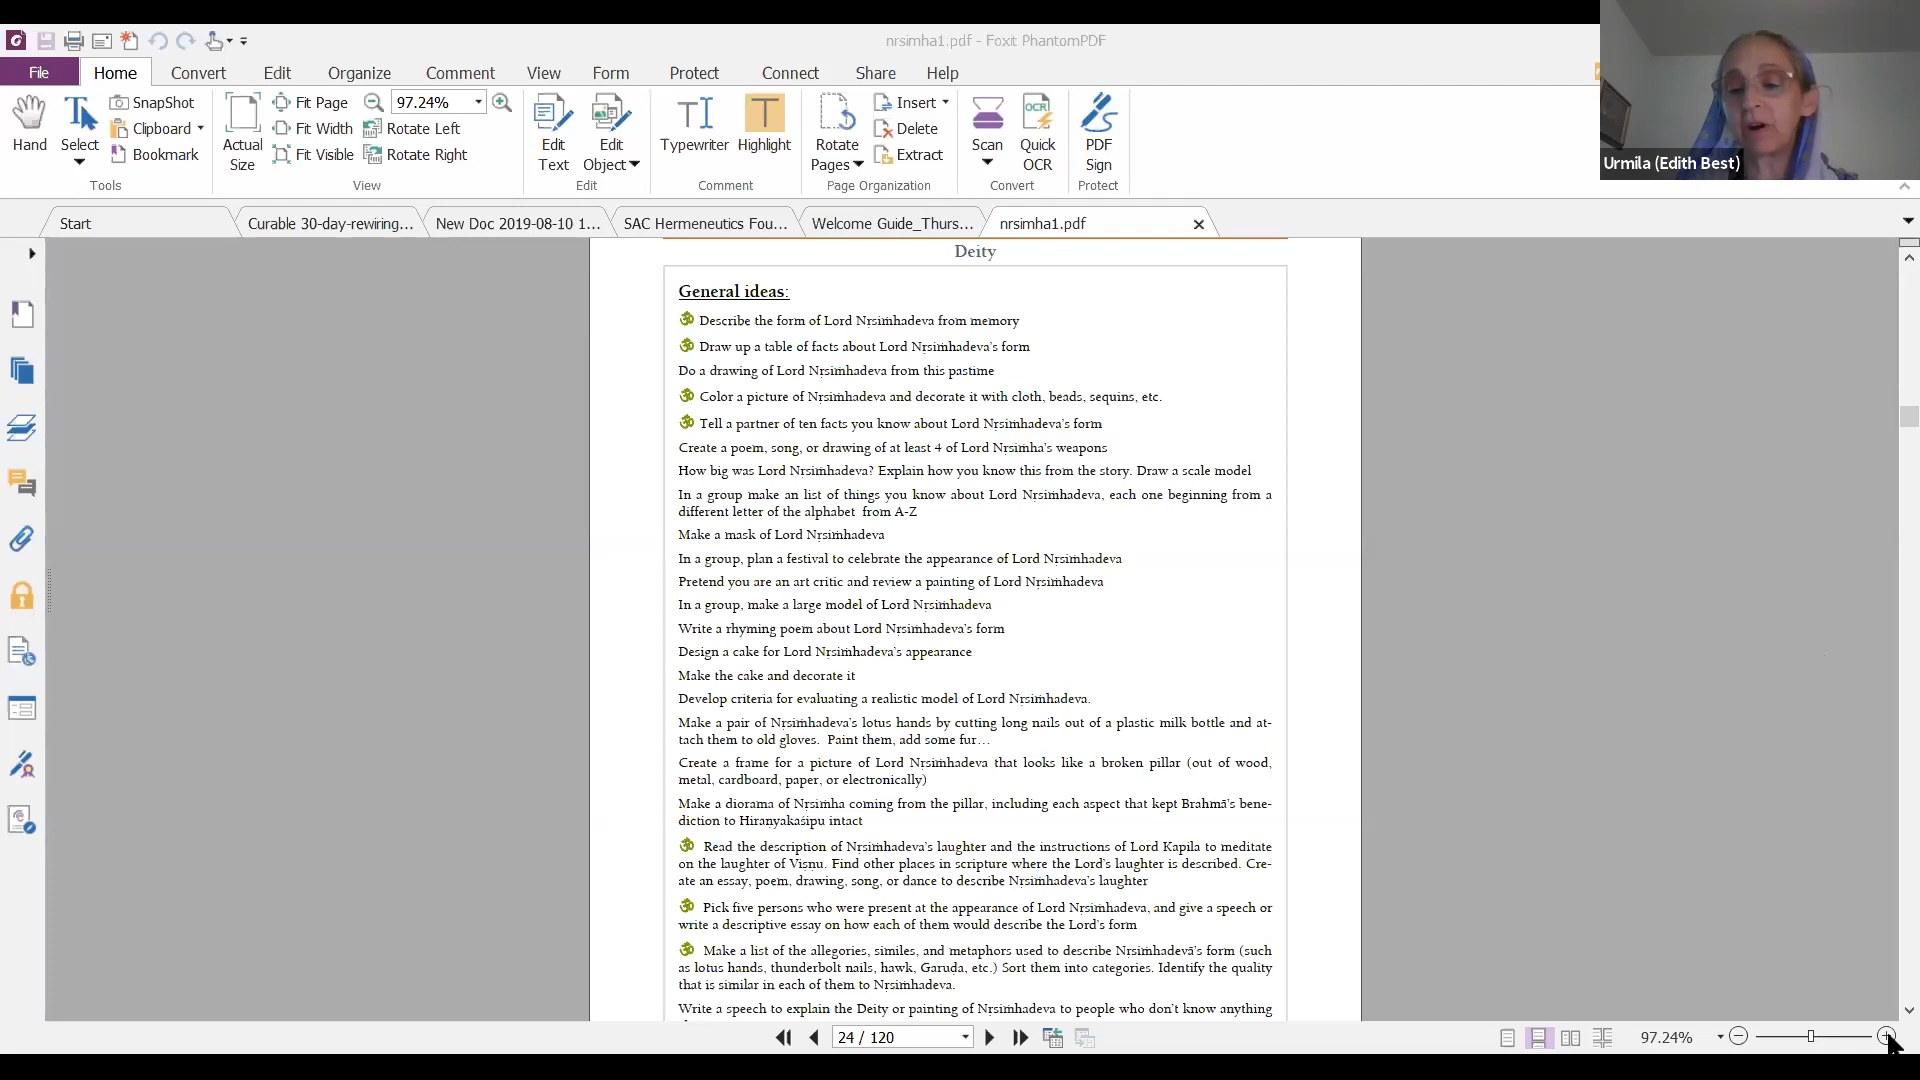 nrsimha1.pdf - Foxit PhantomPDF
File Home Convert Edit Organize Comment View Form Protect Connect Share Help
Hand
Select
SnapShot
Clipboard
Bookmark
Tools
Actual Size
Fit Page
Fit Width
Fit Visible
97.24%
Rotate Left
Rotate Right
View
Edit Text
Edit Object
Edit
Typewriter
Highlight
Comment
Rotate Pages
Insert
Delete
Extract
Page Organization
Scan
Quick OCR
Convert
PDF Sign
Protect
Urmila (Edith Best)
Start
Curable 30-day-rewiring...
New Doc 2019-08-10 1...
SAC Hermeneutics Fou...
Welcome Guide_Thurs...
nrsimha1.pdf
Deity
General ideas:
ॐ Describe the form of Lord Nṛsiṁhadeva from memory
ॐ Draw up a table of facts about Lord Nṛsiṁhadeva's form
Do a drawing of Lord Nṛsiṁhadeva from this pastime
ॐ Color a picture of Nṛsiṁhadeva and decorate it with cloth, beads, sequins, etc.
ॐ Tell a partner of ten facts you know about Lord Nṛsiṁhadeva's form
Create a poem, song, or drawing of at least 4 of Lord Nṛsiṁha's weapons
How big was Lord Nṛsiṁhadeva? Explain how you know this from the story. Draw a scale model
In a group make an list of things you know about Lord Nṛsiṁhadeva, each one beginning from a
different letter of the alphabet from A-Z
Make a mask of Lord Nṛsiṁhadeva
In a group, plan a festival to celebrate the appearance of Lord Nṛsiṁhadeva
Pretend you are an art critic and review a painting of Lord Nṛsiṁhadeva
In a group, make a large model of Lord Nṛsiṁhadeva
Write a rhyming poem about Lord Nṛsiṁhadeva's form
Design a cake for Lord Nṛsiṁhadeva's appearance
Make the cake and decorate it
Develop criteria for evaluating a realistic model of Lord Nṛsiṁhadeva.
Make a pair of Nṛsiṁhadeva's lotus hands by cutting long nails out of a plastic milk bottle and at-
tach them to old gloves. Paint them, add some fur…
Create a frame for a picture of Lord Nṛsiṁhadeva that looks like a broken pillar (out of wood,
metal, cardboard, paper, or electronically)
Make a diorama of Nṛsiṁha coming from the pillar, including each aspect that kept Brahmā's bene-
diction to Hiraṇyakaśipu intact
ॐ Read the description of Nṛsiṁhadeva's laughter and the instructions of Lord Kapila to meditate
on the laughter of Viṣṇu. Find other places in scripture where the Lord's laughter is described. Cre-
ate an essay, poem, drawing, song, or dance to describe Nṛsiṁhadeva's laughter
ॐ Pick five persons who were present at the appearance of Lord Nṛsiṁhadeva, and give a speech or
write a descriptive essay on how each of them would describe the Lord's form
ॐ Make a list of the allegories, similes, and metaphors used to describe Nṛsiṁhadevā's form (such
as lotus hands, thunderbolt nails, hawk, Garuḍa, etc.) Sort them into categories. Identify the quality
that is similar in each of them to Nṛsiṁhadeva.
Write a speech to explain the Deity or painting of Nṛsiṁhadeva to people who don't know anything
24 / 120
97.24%